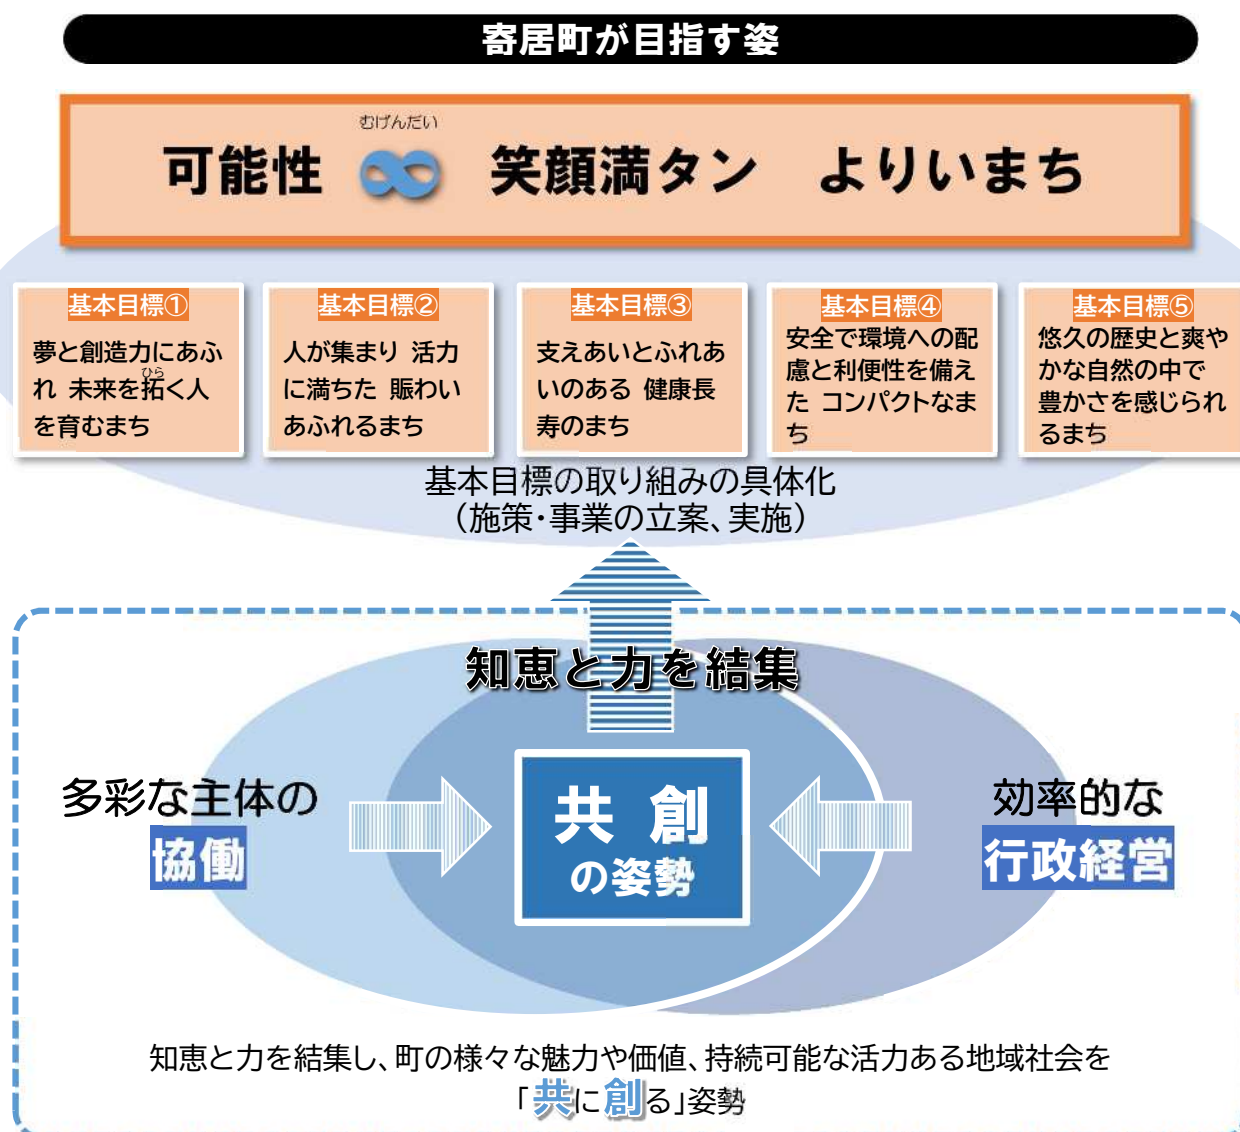 寄居町が目指す姿
むげんだい
可能性 ∞ 笑顔満タン よりいまち
基本目標①
夢と創造力にあふ
れ 未来を拓く人
ひら
を育むまち
基本目標②
人が集まり 活力
に満ちた 賑わい
あふれるまち
基本目標③
支えあいとふれあ
いのある 健康長
寿のまち
基本目標④
安全で環境への配
慮と利便性を備え
た コンパクトなま
ち
基本目標⑤
悠久の歴史と爽や
かな自然の中で
豊かさを感じられ
るまち
基本目標の取り組みの具体化
(施策・事業の立案、実施)
知恵と力を結集
多彩な主体の
協働
共 創
の姿勢
効率的な
行政経営
知恵と力を結集し、町の様々な魅力や価値、持続可能な活力ある地域社会を
「共に創る」姿勢